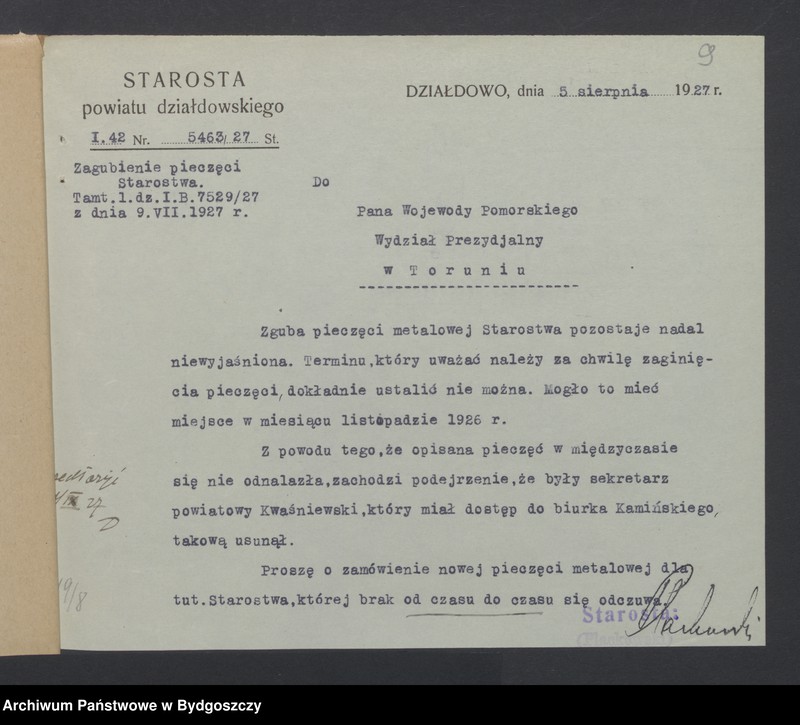 9
STAROSTA
powiatu działdowskiego
DZIAŁDOWO, dnia 5 sierpnia 1927 r.
I.42 Nr. 5463/27 St.
Zagubienie pieczęci
Starostwa.
Tamt.l.dz.I.B.7529/27
z dnia 9.VII.1927 r.
Do
Pana Wojewody Pomorskiego
Wydział Prezydjalny
w Toruniu
Zguba pieczęci metalowej Starostwa pozostaje nadal
niewyjaśniona. Terminu,który uważać należy za chwilę zaginię-
cia pieczęci,dokładnie ustalić nie można. Mogło to mieć
miejsce w miesiącu listopadzie 1926 r.
Z powodu tego,że opisana pieczęć w międzyczasie
się nie odnalazła,zachodzi podejrzenie,że były sekretarz
powiatowy Kwaśniewski,który miał dostęp do biurka Kamińskiego,
takową usunął.
Proszę o zamówienie nowej pieczęci metalowej dla
tut.Starostwa,której brak od czasu do czasu się odczuwa.
Starosta:
19/8
Archiwum Państwowe w Bydgoszczy